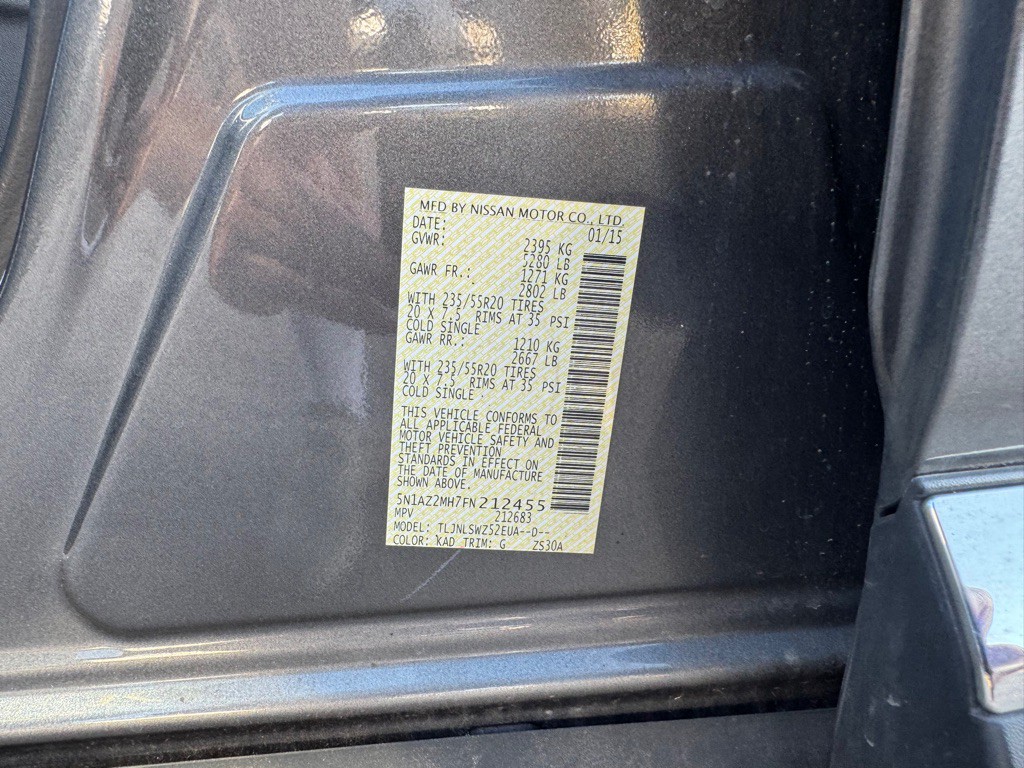 MFD BY NISSAN MOTOR CO., LTD.
DATE: 01/15
GVWR: 2395 KG
5280 LB
GAWR FR.: 1271 KG
2802 LB
WITH 235/55R20 TIRES
20 X 7.5 RIMS AT 35 PSI
COLD SINGLE
GAWR RR.: 1210 KG
2667 LB
WITH 235/55R20 TIRES
20 X 7.5 RIMS AT 35 PSI
COLD SINGLE
THIS VEHICLE CONFORMS TO
ALL APPLICABLE FEDERAL
MOTOR VEHICLE SAFETY AND
THEFT PREVENTION
STANDARDS IN EFFECT ON
THE DATE OF MANUFACTURE
SHOWN ABOVE.
5N1AZ2MH7FN212455
MPV 212683
MODEL: TLJNLSWZ52EUA--D--
COLOR: KAD TRIM: G ZS30A